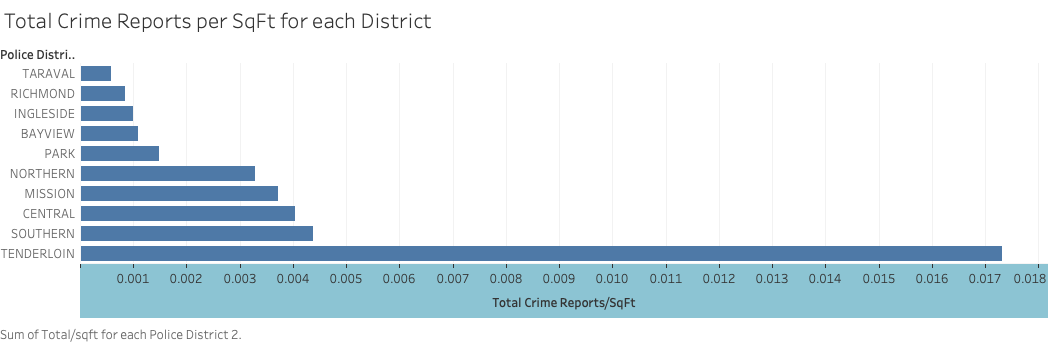 Total Crime Reports per SqFt for each District
Police Distri..
TARAVAL
RICHMOND
INGLESIDE
BAYVIEW
PARK
NORTHERN
MISSION
CENTRAL
SOUTHERN
TENDERLOIN
0.001 0.002 0.003 0.004 0.005 0.006 0.007 0.008 0.009 0.010 0.011 0.012 0.013 0.014 0.015 0.016 0.017 0.018
Total Crime Reports/SqFt
Sum of Total/sqft for each Police District 2.